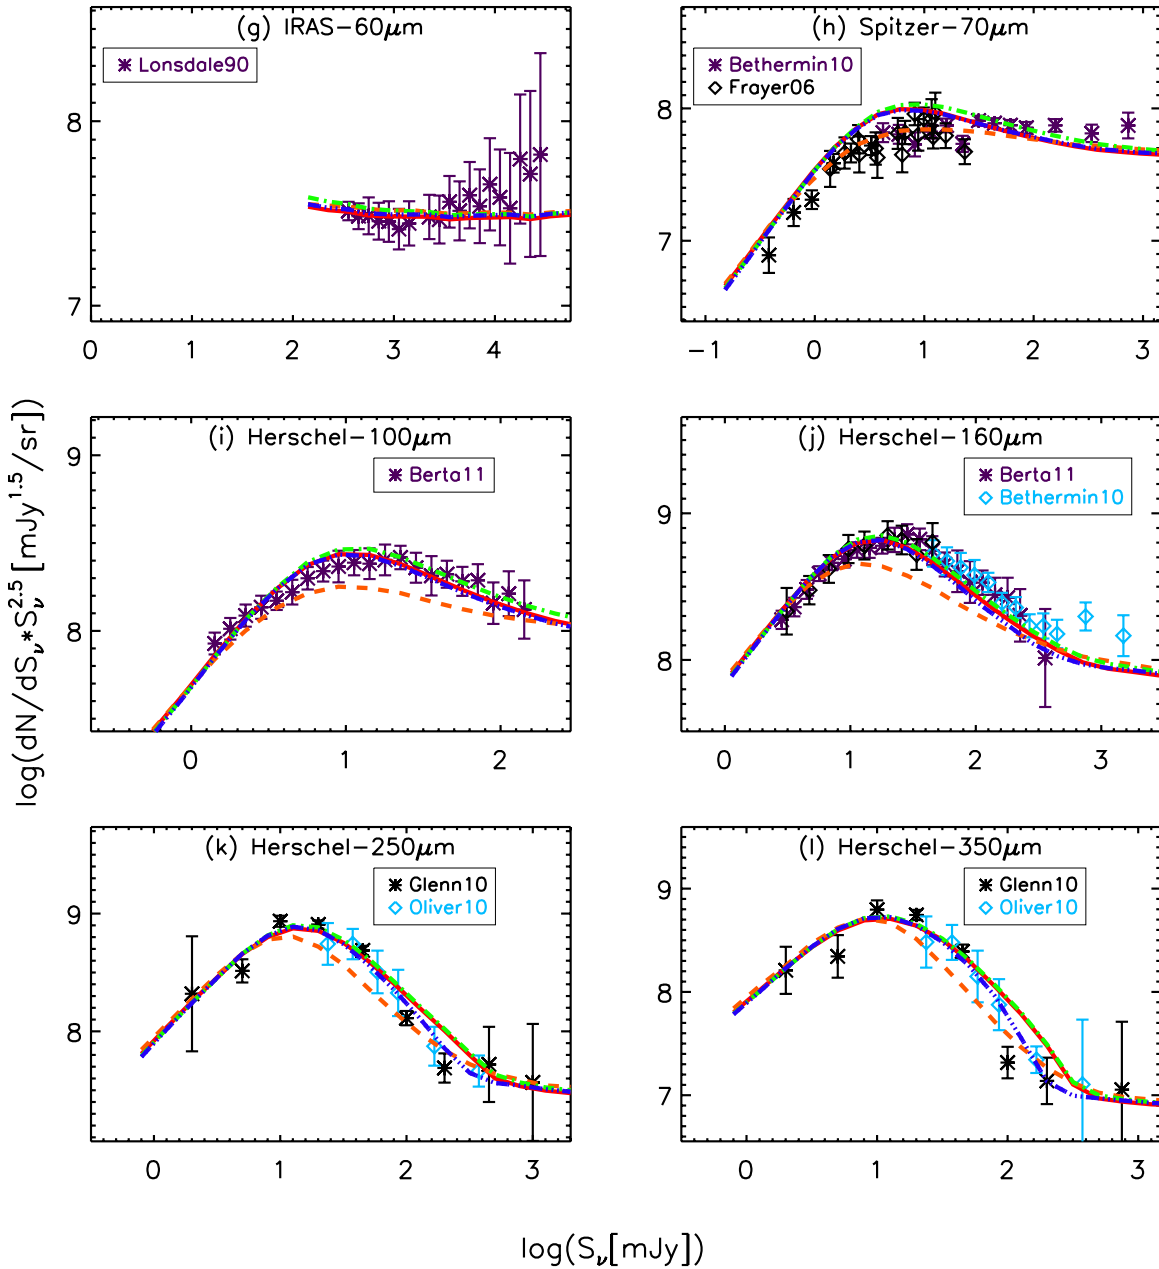 (g) IRAS−60μm
Lonsdale90
8
7
0 1 2 3 4
(h) Spitzer−70μm
Bethermin10
Frayer06
8
7
−1 0 1 2 3
(i) Herschel−100μm
Berta11
9
8
0 1 2
(j) Herschel−160μm
Berta11
Bethermin10
9
8
0 1 2 3
(k) Herschel−250μm
Glenn10
Oliver10
9
8
0 1 2 3
(l) Herschel−350μm
Glenn10
Oliver10
9
8
7
0 1 2 3
log(dN/dSν*Sν^2.5 [mJy^1.5/sr])
log(Sν[mJy])